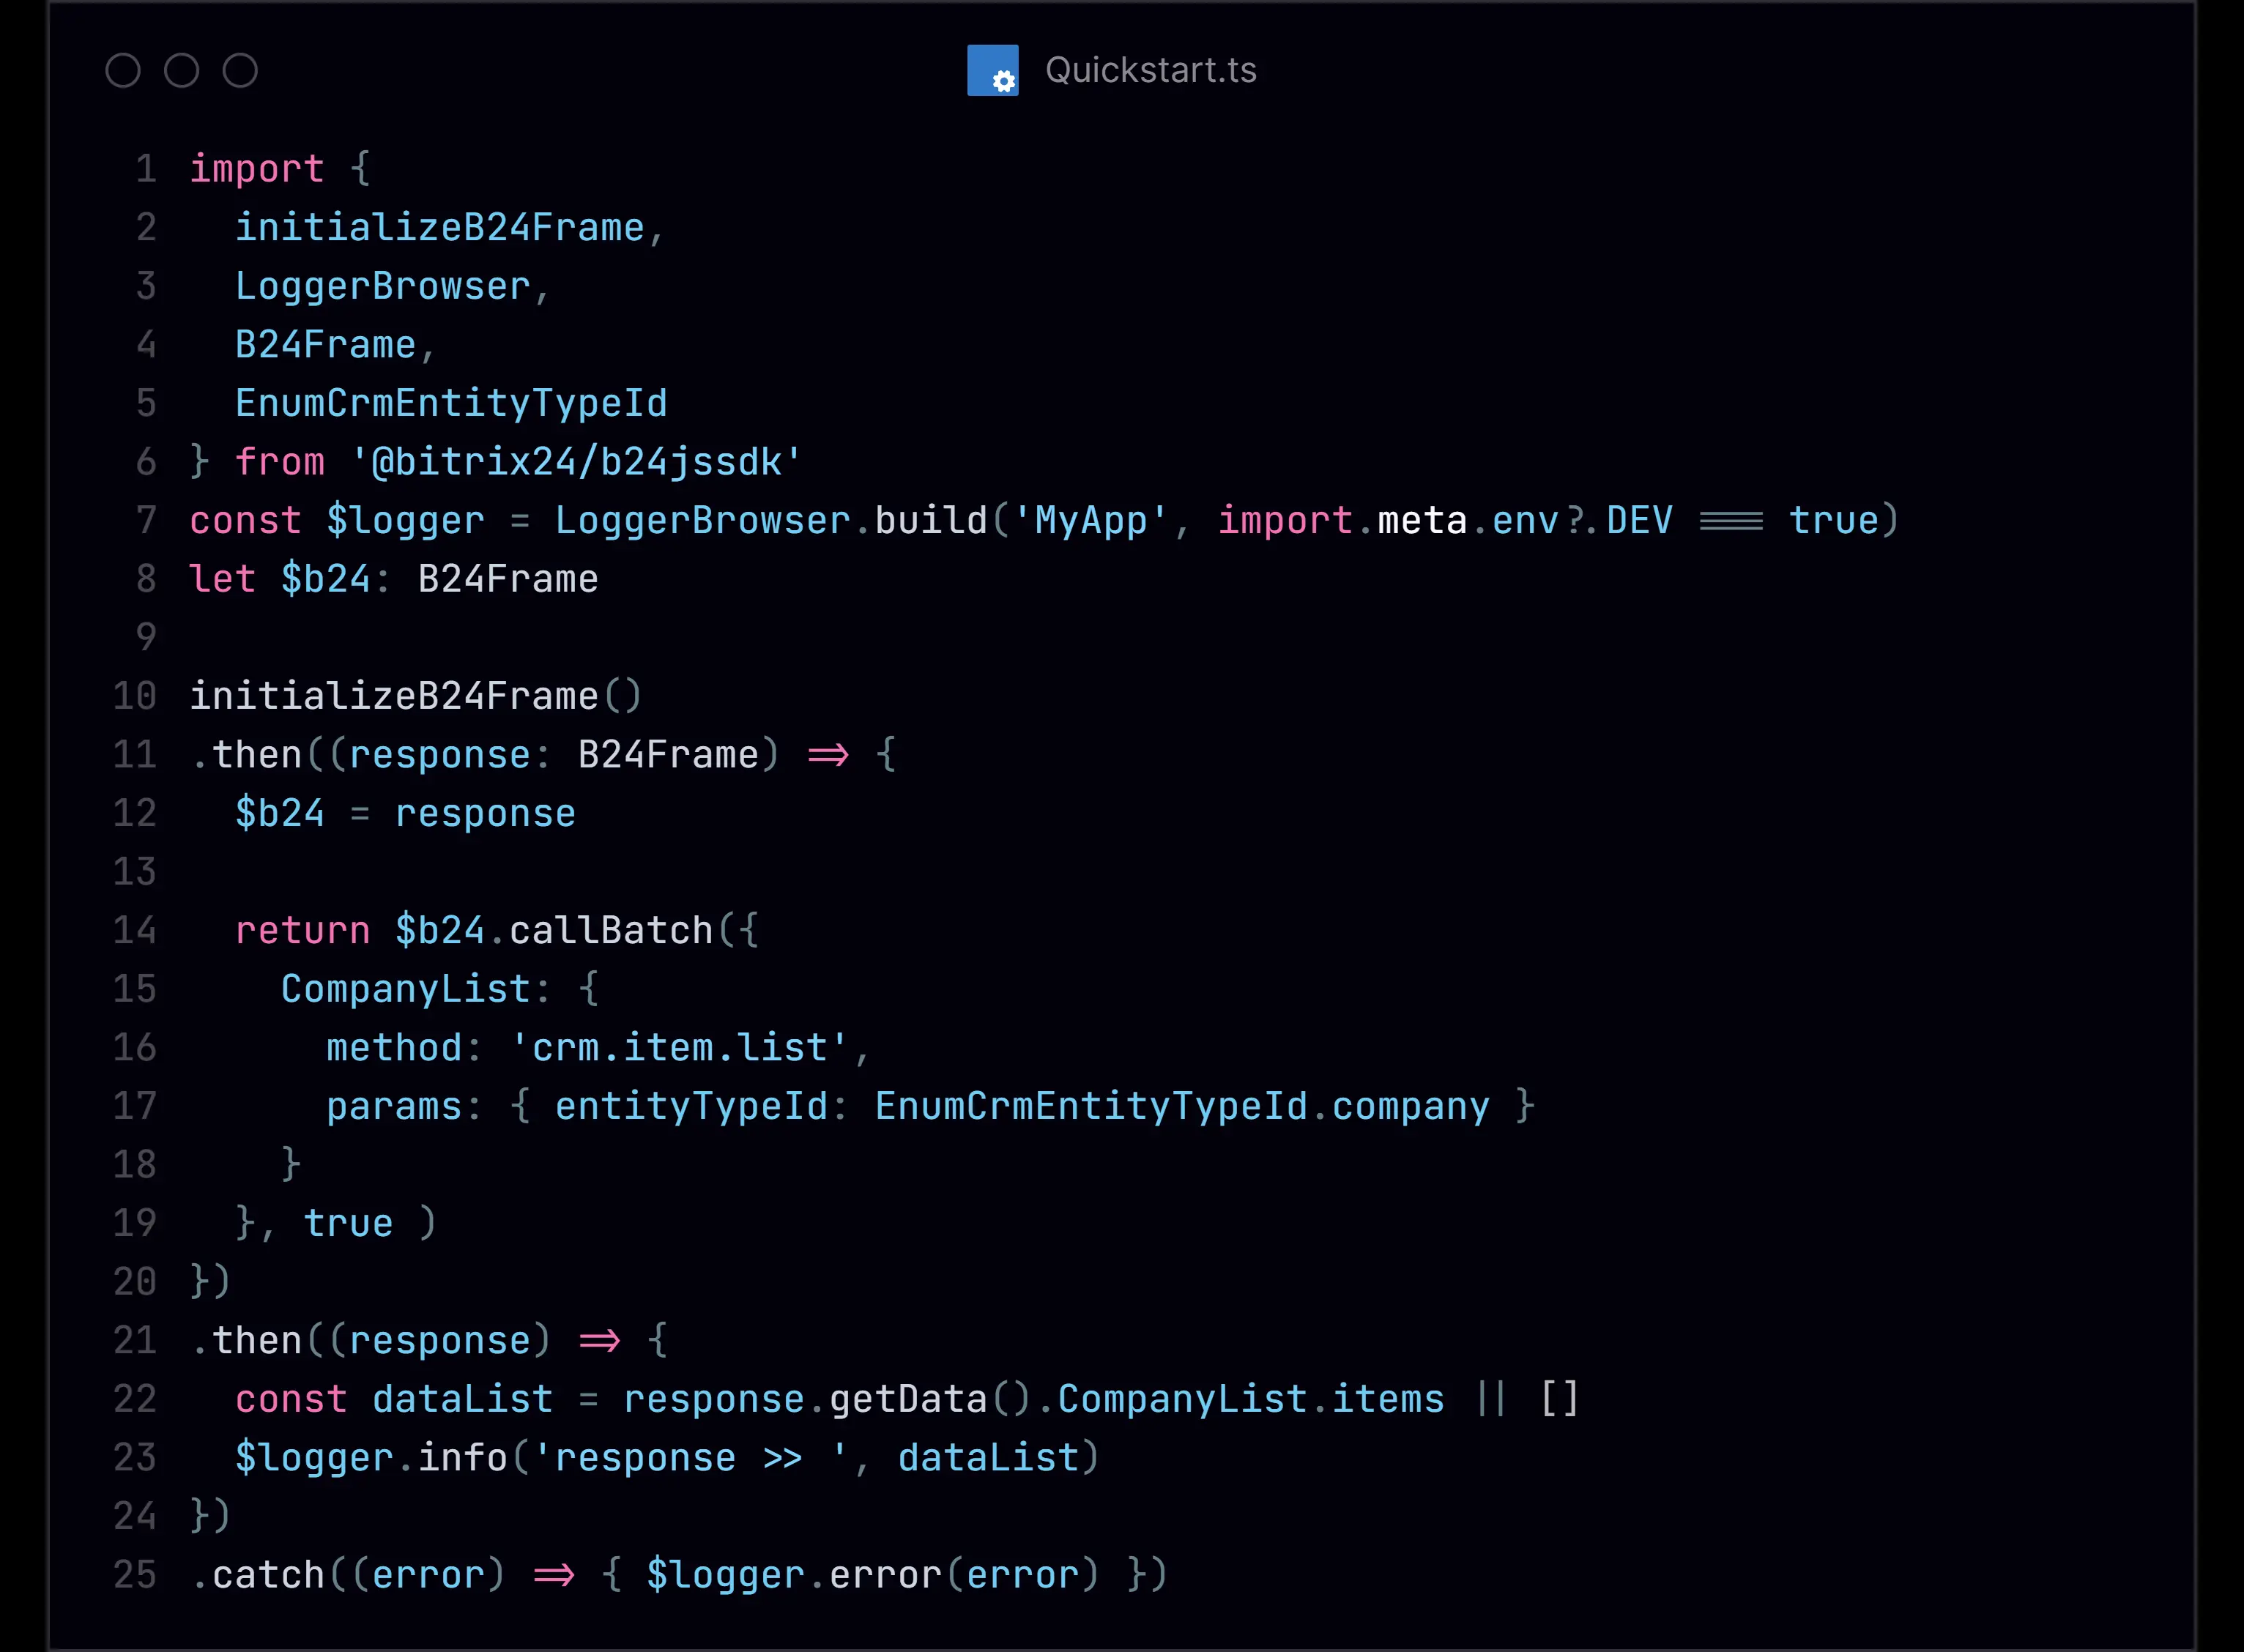 Quickstart.ts
1 import {
2   initializeB24Frame,
3   LoggerBrowser,
4   B24Frame,
5   EnumCrmEntityTypeId
6 } from '@bitrix24/b24jssdk'
7 const $logger = LoggerBrowser.build('MyApp', import.meta.env?.DEV === true)
8 let $b24: B24Frame
9
10 initializeB24Frame()
11 .then((response: B24Frame) => {
12   $b24 = response
13
14   return $b24.callBatch({
15     CompanyList: {
16       method: 'crm.item.list',
17       params: { entityTypeId: EnumCrmEntityTypeId.company }
18     }
19   }, true )
20 })
21 .then((response) => {
22   const dataList = response.getData().CompanyList.items || []
23   $logger.info('response >> ', dataList)
24 })
25 .catch((error) => { $logger.error(error) })